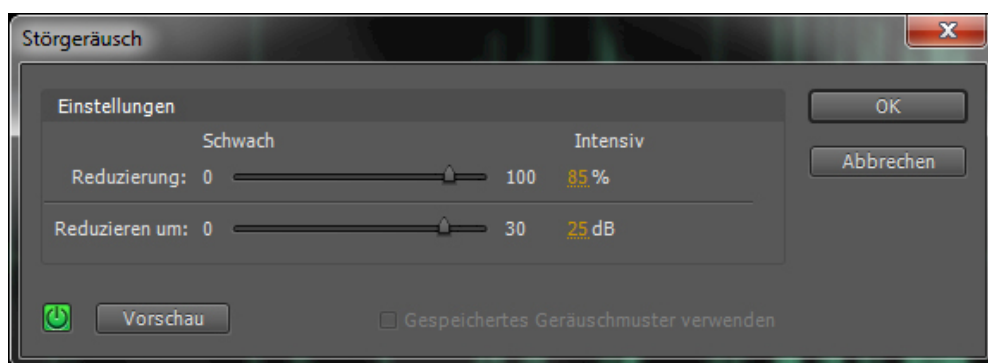 Störgeräusch
Einstellungen
OK
Schwach Intensiv
Abbrechen
Reduzierung: 0 100 85 %
Reduzieren um: 0 30 25 dB
Vorschau Gespeichertes Geräuschmuster verwenden